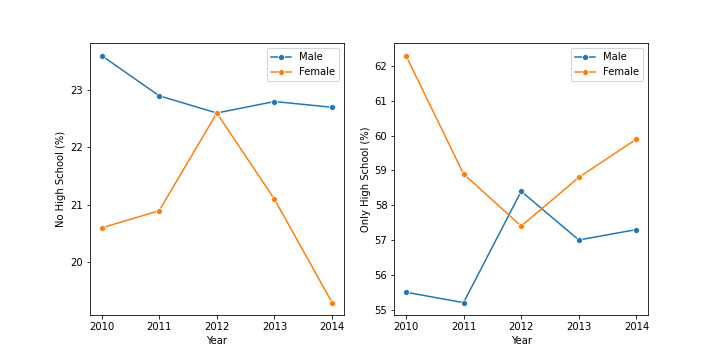 Male
Female
23
22
21
20
No High School (%)
2010 2011 2012 2013 2014
Year
Male
Female
62
61
60
59
58
57
56
55
Only High School (%)
2010 2011 2012 2013 2014
Year